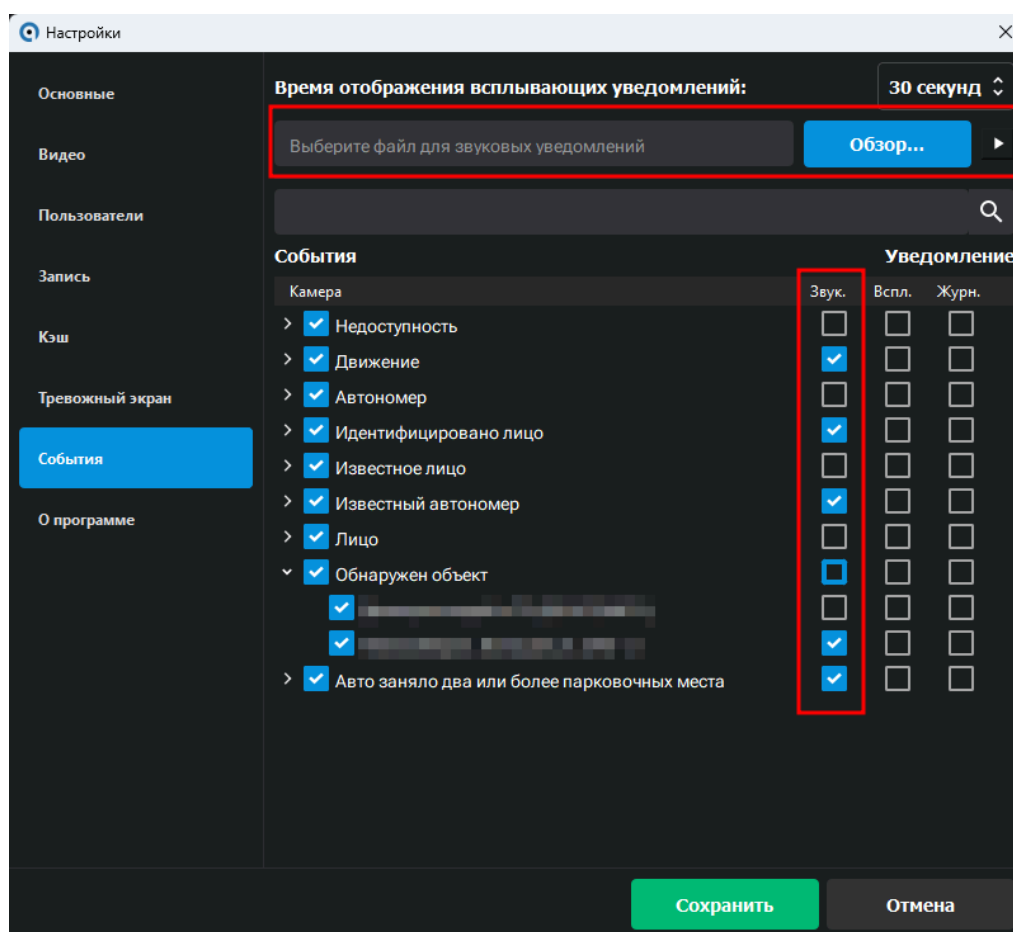 Настройки
Основные
Видео
Пользователи
Запись
Кэш
Тревожный экран
События
О программе
Время отображения всплывающих уведомлений: 30 секунд
Выберите файл для звуковых уведомлений Обзор...
События Уведомление
Камера Звук. Вспл. Журн.
Недоступность
Движение
Автономер
Идентифицировано лицо
Известное лицо
Известный автономер
Лицо
Обнаружен объект
Авто заняло два или более парковочных места
Сохранить Отмена